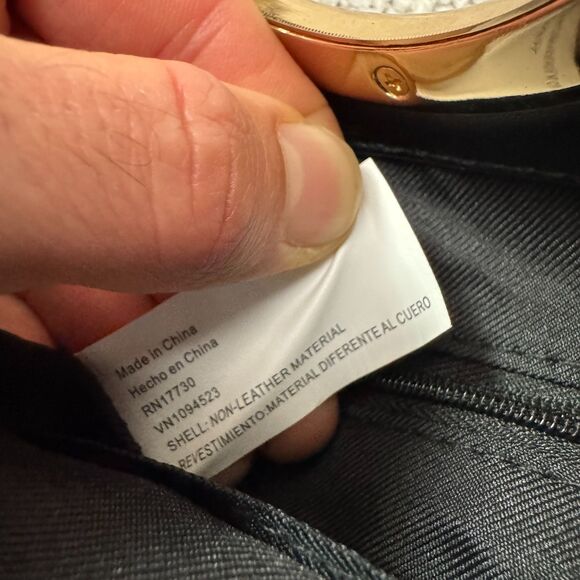 Made in China
Hecho en China
RN17730
VN1094523
SHELL: NON-LEATHER MATERIAL
REVESTIMIENTO: MATERIAL DIFERENTE AL CUERO